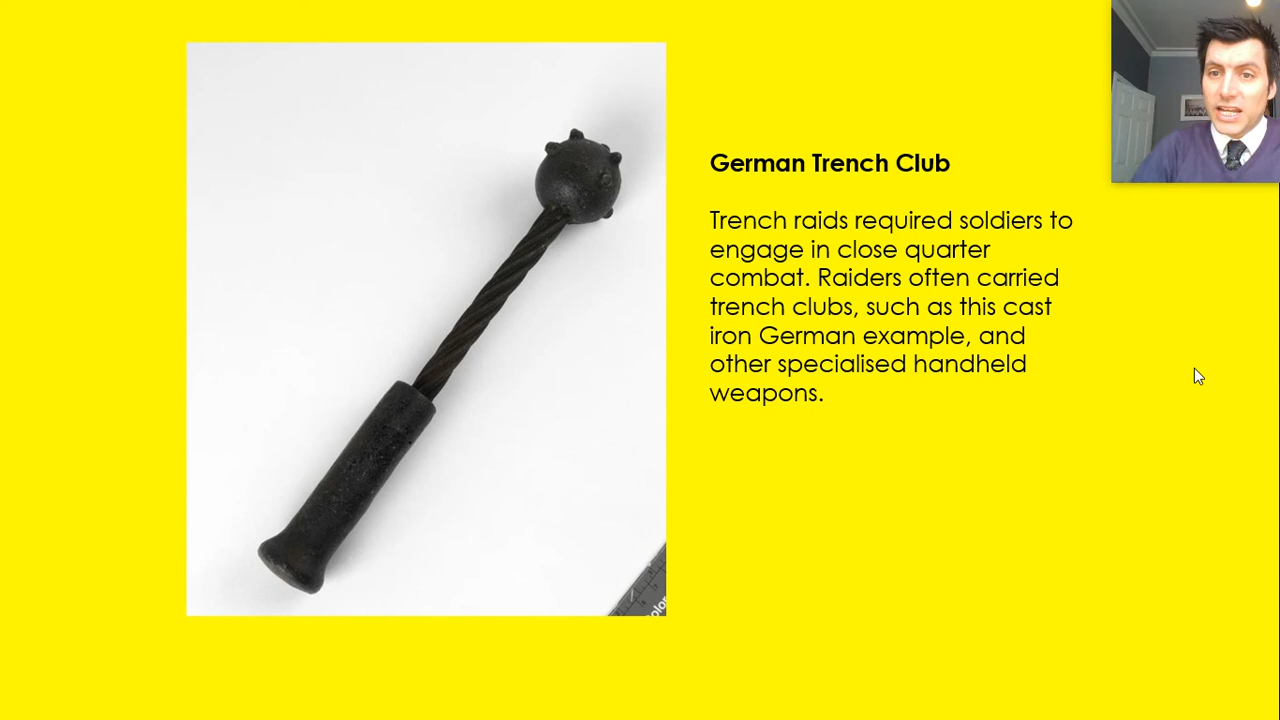 German Trench Club
Trench raids required soldiers to
engage in close quarter
combat. Raiders often carried
trench clubs, such as this cast
iron German example, and
other specialised handheld
weapons.
olor